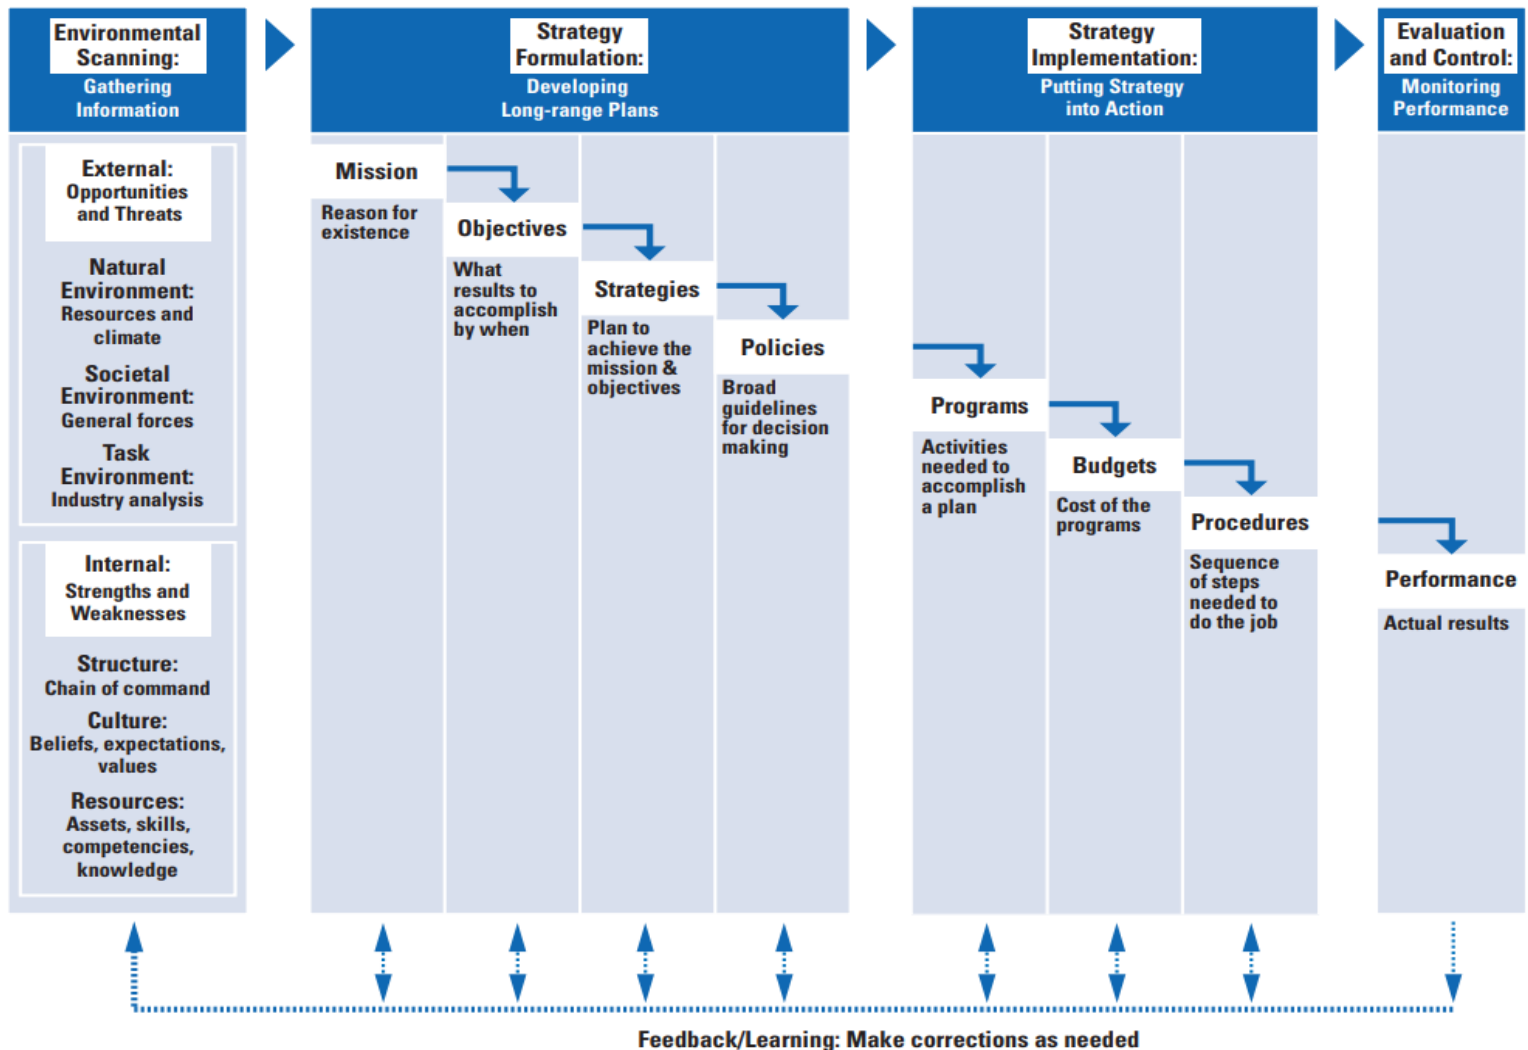 Environmental
Scanning:
Gathering
Information
External:
Opportunities
and Threats
Natural
Environment:
Resources and
climate
Societal
Environment:
General forces
Task
Environment:
Industry analysis
Internal:
Strengths and
Weaknesses
Structure:
Chain of command
Culture:
Beliefs, expectations,
values
Resources:
Assets, skills,
competencies,
knowledge
Strategy
Formulation:
Developing
Long-range Plans
Mission
Reason for
existence
Objectives
What
results to
accomplish
by when
Strategies
Plan to
achieve the
mission &
objectives
Policies
Broad
guidelines
for decision
making
Strategy
Implementation:
Putting Strategy
into Action
Programs
Activities
needed to
accomplish
a plan
Budgets
Cost of the
programs
Procedures
Sequence
of steps
needed to
do the job
Evaluation
and Control:
Monitoring
Performance
Performance
Actual results
Feedback/Learning: Make corrections as needed